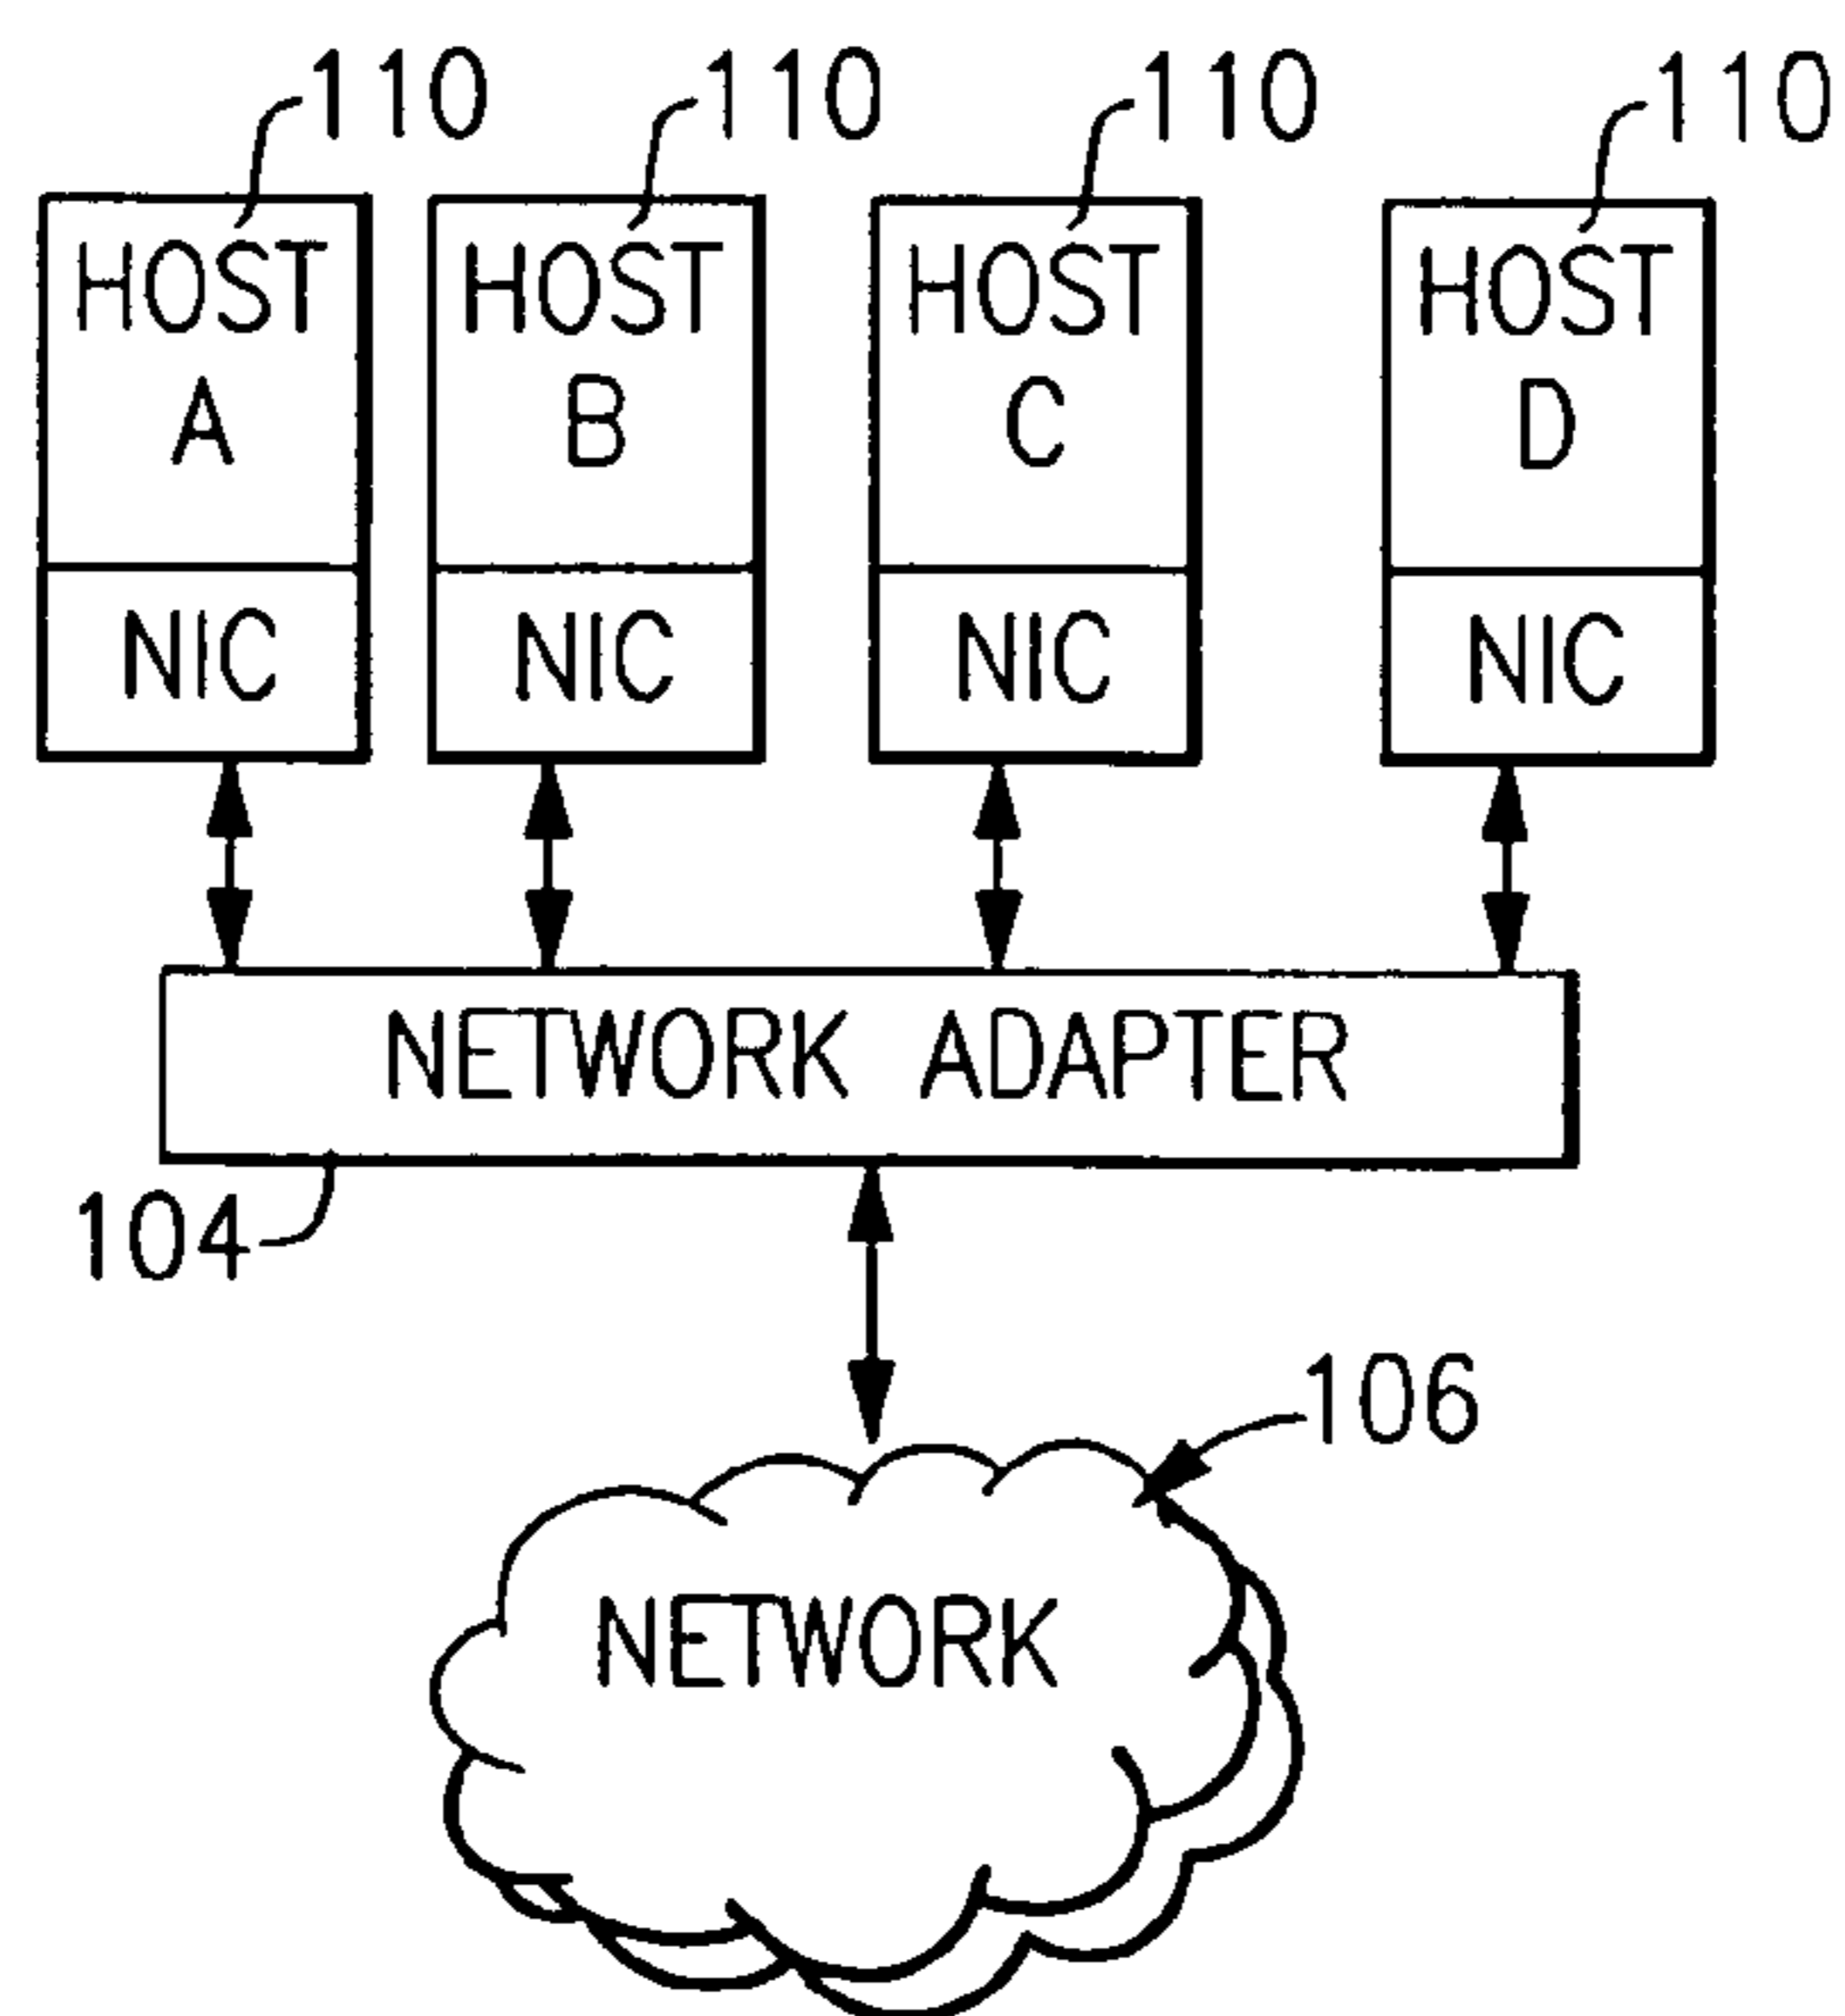 110 110 110 110
HOST HOST HOST HOST
A B C D
NIC NIC NIC NIC
NETWORK ADAPTER
104
106
NETWORK